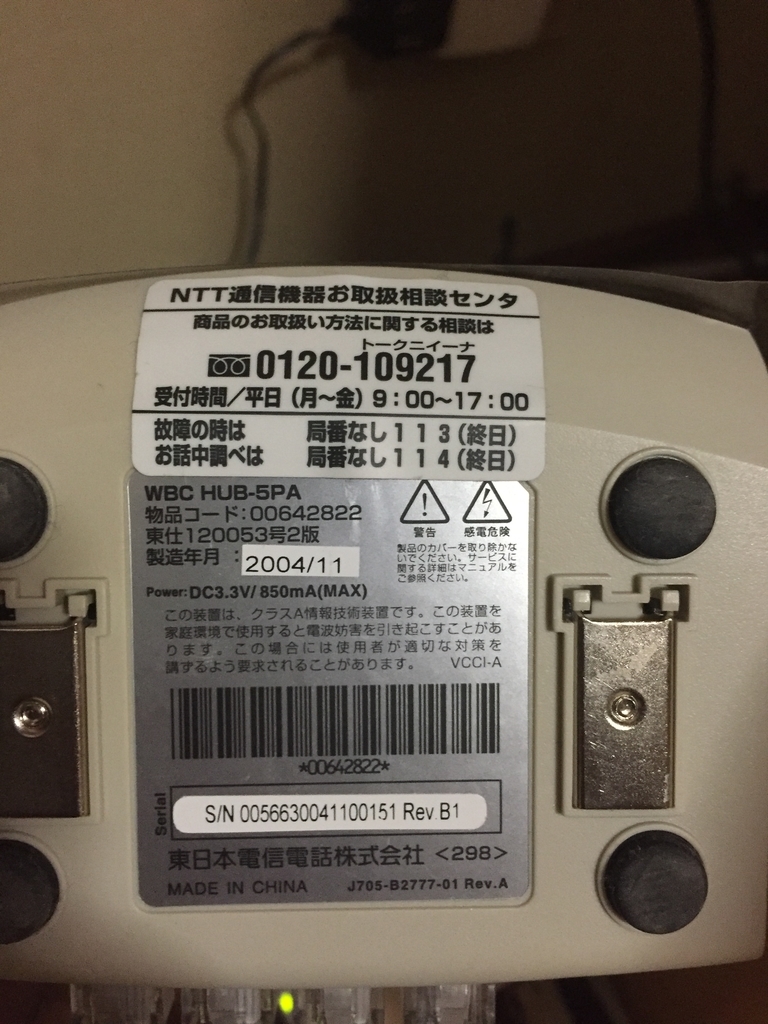 NTT通信機器お取扱相談センタ
商品のお取扱い方法に関する相談は
トークニイーナ
0120-109217
受付時間/平日(月～金)9:00～17:00
故障の時は 局番なし113(終日)
お話中調べは 局番なし114(終日)
WBC HUB-5PA
物品コード:00642822
東仕120053号2版
製造年月:2004/11
警告 感電危険
製品のカバーを取り除かな
いでください。サービスに
関する詳細はマニュアルを
ご参照ください。
Power:DC3.3V/850mA(MAX)
この装置は、クラスA情報技術装置です。この装置を
家庭環境で使用すると電波妨害を引き起こすことがあ
ります。この場合には使用者が適切な対策を
講ずるよう要求されることがあります。 VCCI-A
*00642822*
Serial
S/N 0056630041100151 Rev.B1
東日本電信電話株式会社 <298>
MADE IN CHINA J705-B2777-01 Rev.A